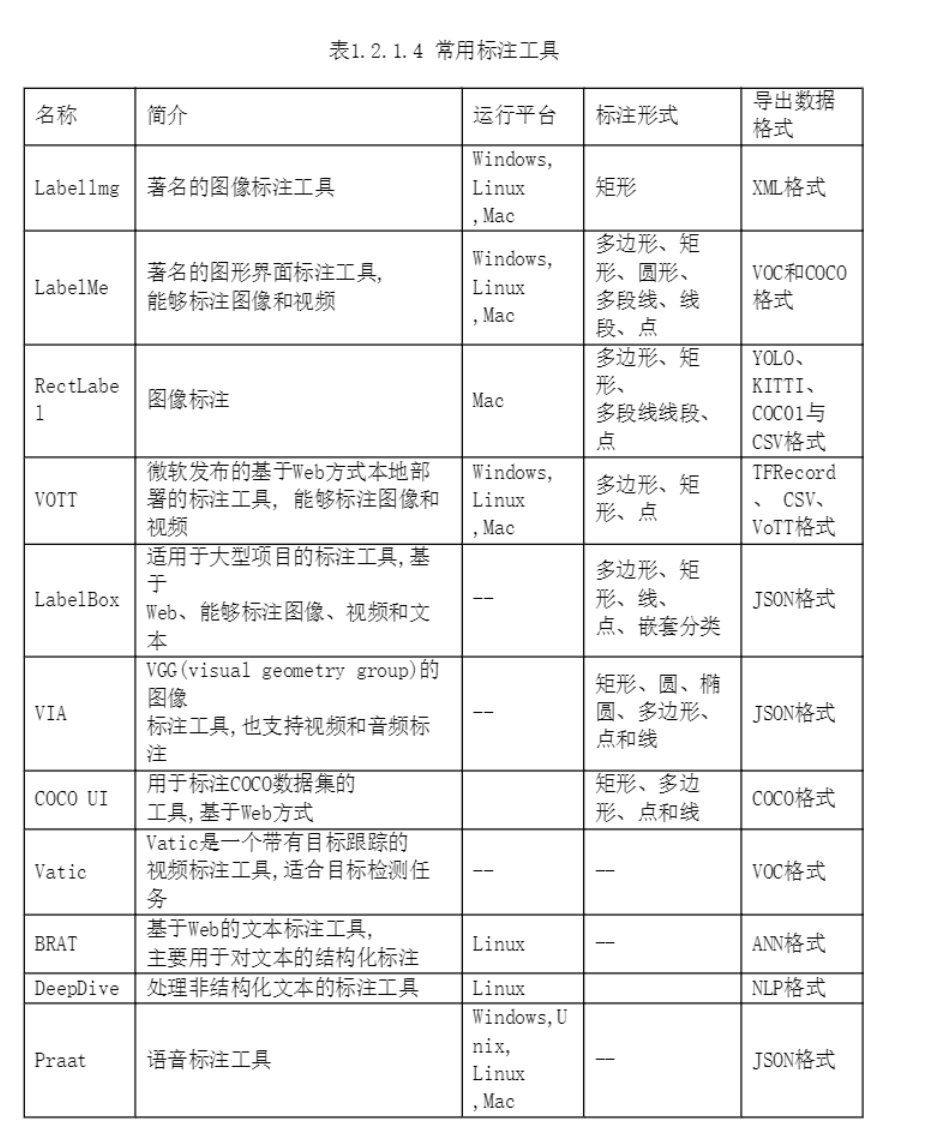 表1.2.1.4 常用标注工具
名称
简介
运行平台
标注形式
导出数据
格式
Labellmg
著名的图像标注工具
Windows,
Linux
,Mac
矩形
XML格式
LabelMe
著名的图形界面标注工具,
能够标注图像和视频
Windows,
Linux
,Mac
多边形、矩
形、圆形、
多段线、线
段、点
VOC和COCO
格式
RectLabe
l
图像标注
Mac
多边形、矩
形、
多段线线段、
点
YOLO、
KITTI、
COCO1与
CSV格式
VOTT
微软发布的基于Web方式本地部
署的标注工具, 能够标注图像和
视频
Windows,
Linux
,Mac
多边形、矩
形、点
TFRecord
、 CSV、
VoTT格式
LabelBox
适用于大型项目的标注工具,基
于
Web、能够标注图像、视频和文
本
--
多边形、矩
形、线、
点、嵌套分类
JSON格式
VIA
VGG(visual geometry group)的
图像
标注工具,也支持视频和音频标
注
--
矩形、圆、椭
圆、多边形、
点和线
JSON格式
COCO UI
用于标注COCO数据集的
工具,基于Web方式
矩形、多边
形、点和线
COCO格式
Vatic
Vatic是一个带有目标跟踪的
视频标注工具,适合目标检测任
务
--
--
VOC格式
BRAT
基于Web的文本标注工具,
主要用于对文本的结构化标注
Linux
--
ANN格式
DeepDive
处理非结构化文本的标注工具
Linux
NLP格式
Praat
语音标注工具
Windows,U
nix,
Linux
,Mac
--
JSON格式